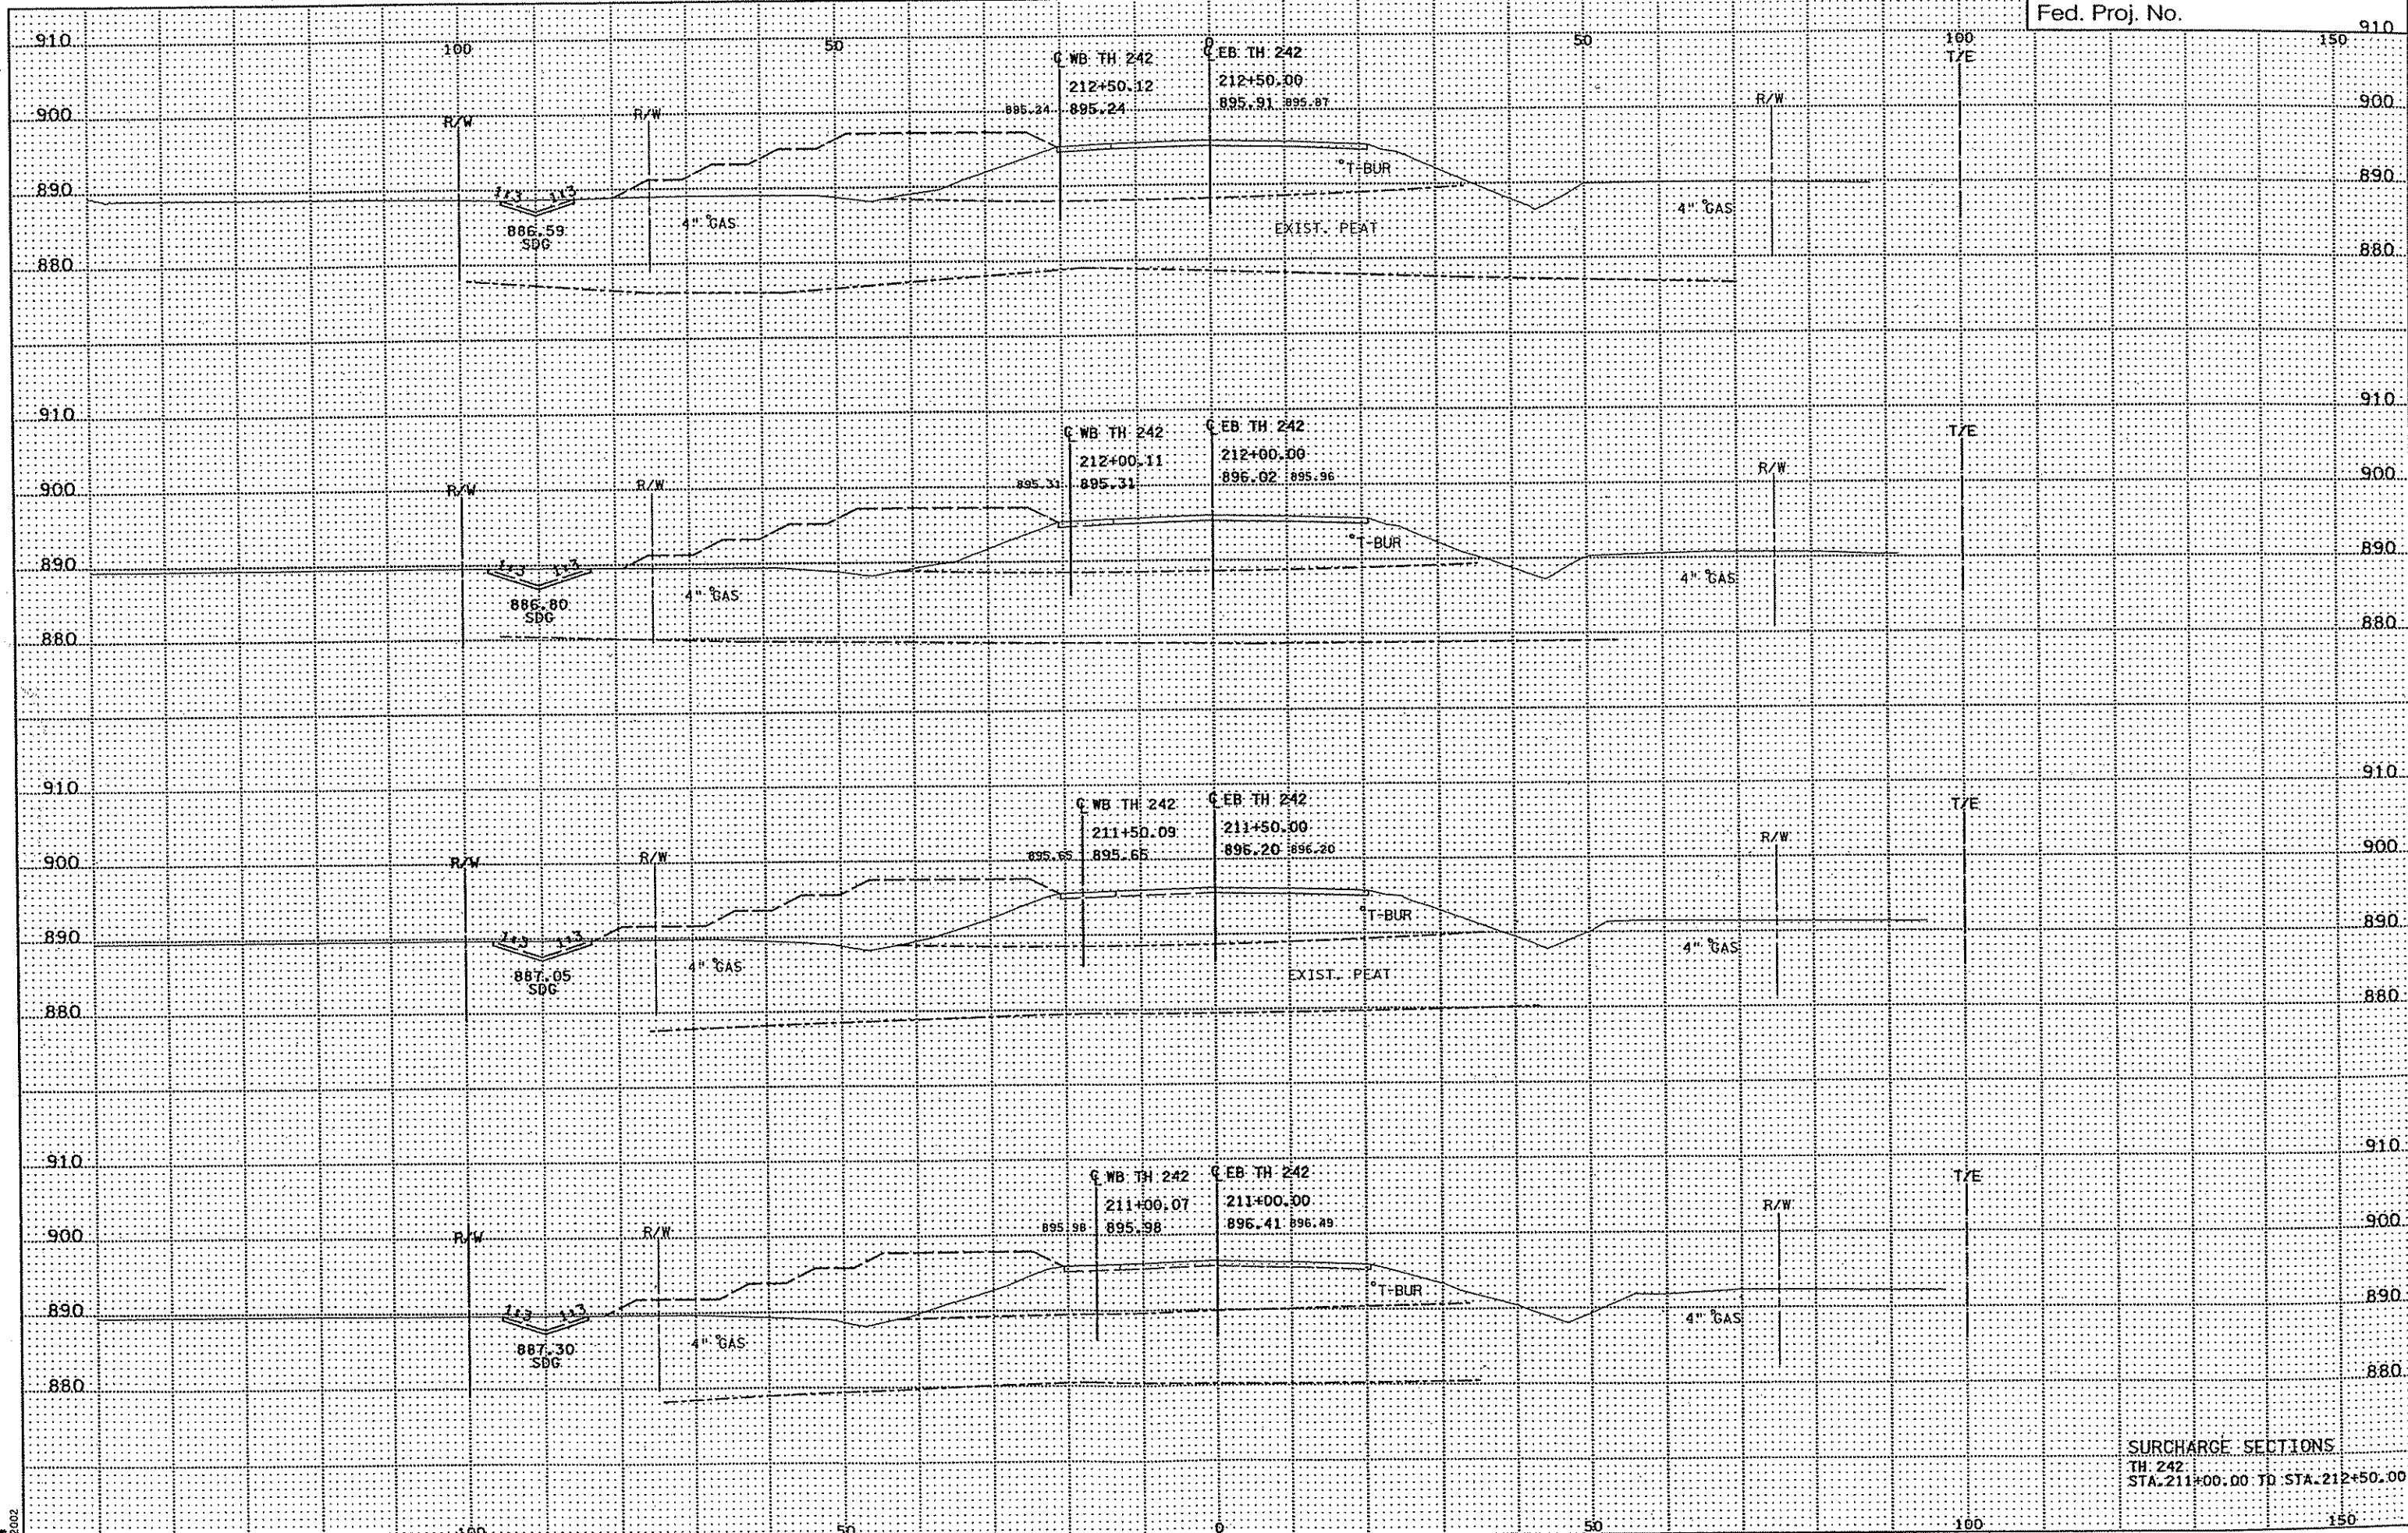 Fed. Proj. No.
910 100 50 0 50 100 150 910
℄ WB TH 242
212+50.12
895.24 895.24
℄ EB TH 242
212+50.00
895.91 895.87
T/E
R/W
R/W
R/W
900 900
1:3 1:3
890 890
886.59
SDG
4" GAS
T-BUR
EXIST. PEAT
4" GAS
880 880
910 910
℄ WB TH 242
212+00.11
895.31 895.31
℄ EB TH 242
212+00.00
896.02 895.96
T/E
R/W
R/W
R/W
900 900
1:3 1:3
890 890
886.80
SDG
4" GAS
T-BUR
4" GAS
880 880
910 910
℄ WB TH 242
211+50.09
895.65 895.65
℄ EB TH 242
211+50.00
896.20 896.20
T/E
R/W
R/W
R/W
900 900
1:3 1:3
890 890
887.05
SDG
4" GAS
T-BUR
EXIST. PEAT
4" GAS
880 880
910 910
℄ WB TH 242
211+00.07
895.98 895.98
℄ EB TH 242
211+00.00
896.41 896.49
T/E
R/W
R/W
R/W
900 900
1:3 1:3
890 890
887.30
SDG
4" GAS
T-BUR
4" GAS
880 880
SURCHARGE SECTIONS
TH 242
STA.211+00.00 TO STA.212+50.00
100 50 0 50 100 150
2002